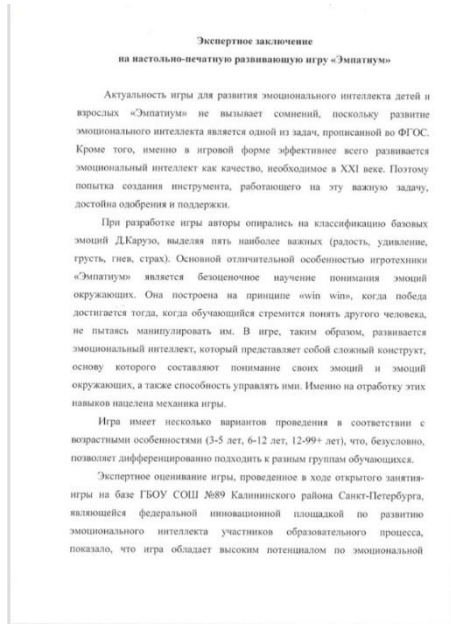 Экспертное заключение
на настольно-печатную развивающую игру «Эмпатиум»
Актуальность игры для развития эмоционального интеллекта детей и
взрослых «Эмпатиум» не вызывает сомнений, поскольку развитие
эмоционального интеллекта является одной из задач, прописанной во ФГОС.
Кроме того, именно в игровой форме эффективнее всего развивается
эмоциональный интеллект как качество, необходимое в XXI веке. Поэтому
попытка создания инструмента, работающего на эту важную задачу,
достойна одобрения и поддержки.
При разработке игры авторы опирались на классификацию базовых
эмоций Д.Карузо, выделяя пять наиболее важных (радость, удивление,
грусть, гнев, страх). Основной отличительной особенностью игротехники
«Эмпатиум» является безоценочное научение понимания эмоций
окружающих. Она построена на принципе «win win», когда победа
достигается тогда, когда обучающийся стремится понять другого человека,
не пытаясь манипулировать им. В игре, таким образом, развивается
эмоциональный интеллект, который представляет собой сложный конструкт,
основу которого составляют понимание своих эмоций и эмоций
окружающих, а также способность управлять ими. Именно на отработку этих
навыков нацелена механика игры.
Игра имеет несколько вариантов проведения в соответствии с
возрастными особенностями (3-5 лет, 6-12 лет, 12-99+ лет), что, безусловно,
позволяет дифференцированно подходить к разным группам обучающихся.
Экспертное оценивание игры, проведенное в ходе открытого занятия-
игры на базе ГБОУ СОШ №89 Калининского района Санкт-Петербурга,
являющейся федеральной инновационной площадкой по развитию
эмоционального интеллекта участников образовательного процесса,
показало, что игра обладает высоким потенциалом по эмоциональной